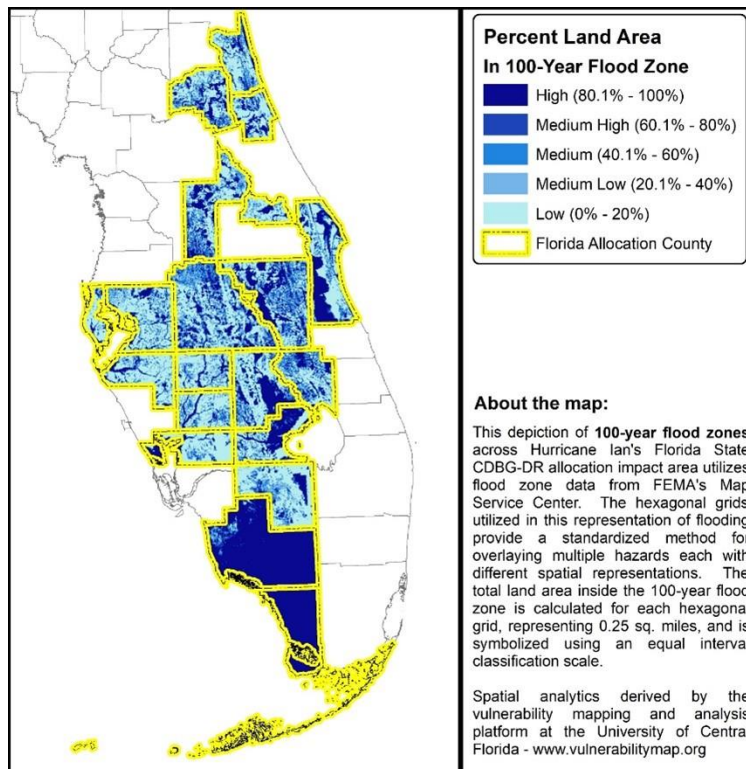 Percent Land Area
In 100-Year Flood Zone
High (80.1% - 100%)
Medium High (60.1% - 80%)
Medium (40.1% - 60%)
Medium Low (20.1% - 40%)
Low (0% - 20%)
Florida Allocation County
About the map:
This depiction of 100-year flood zones
across Hurricane Ian's Florida State
CDBG-DR allocation impact area utilizes
flood zone data from FEMA's Map
Service Center. The hexagonal grids
utilized in this representation of flooding
provide a standardized method for
overlaying multiple hazards each with
different spatial representations. The
total land area inside the 100-year flood
zone is calculated for each hexagona
grid, representing 0.25 sq. miles, and is
symbolized using an equal interva
classification scale.
Spatial analytics derived by the
vulnerability mapping and analysis
platform at the University of Centra
Florida - www.vulnerabilitymap.org